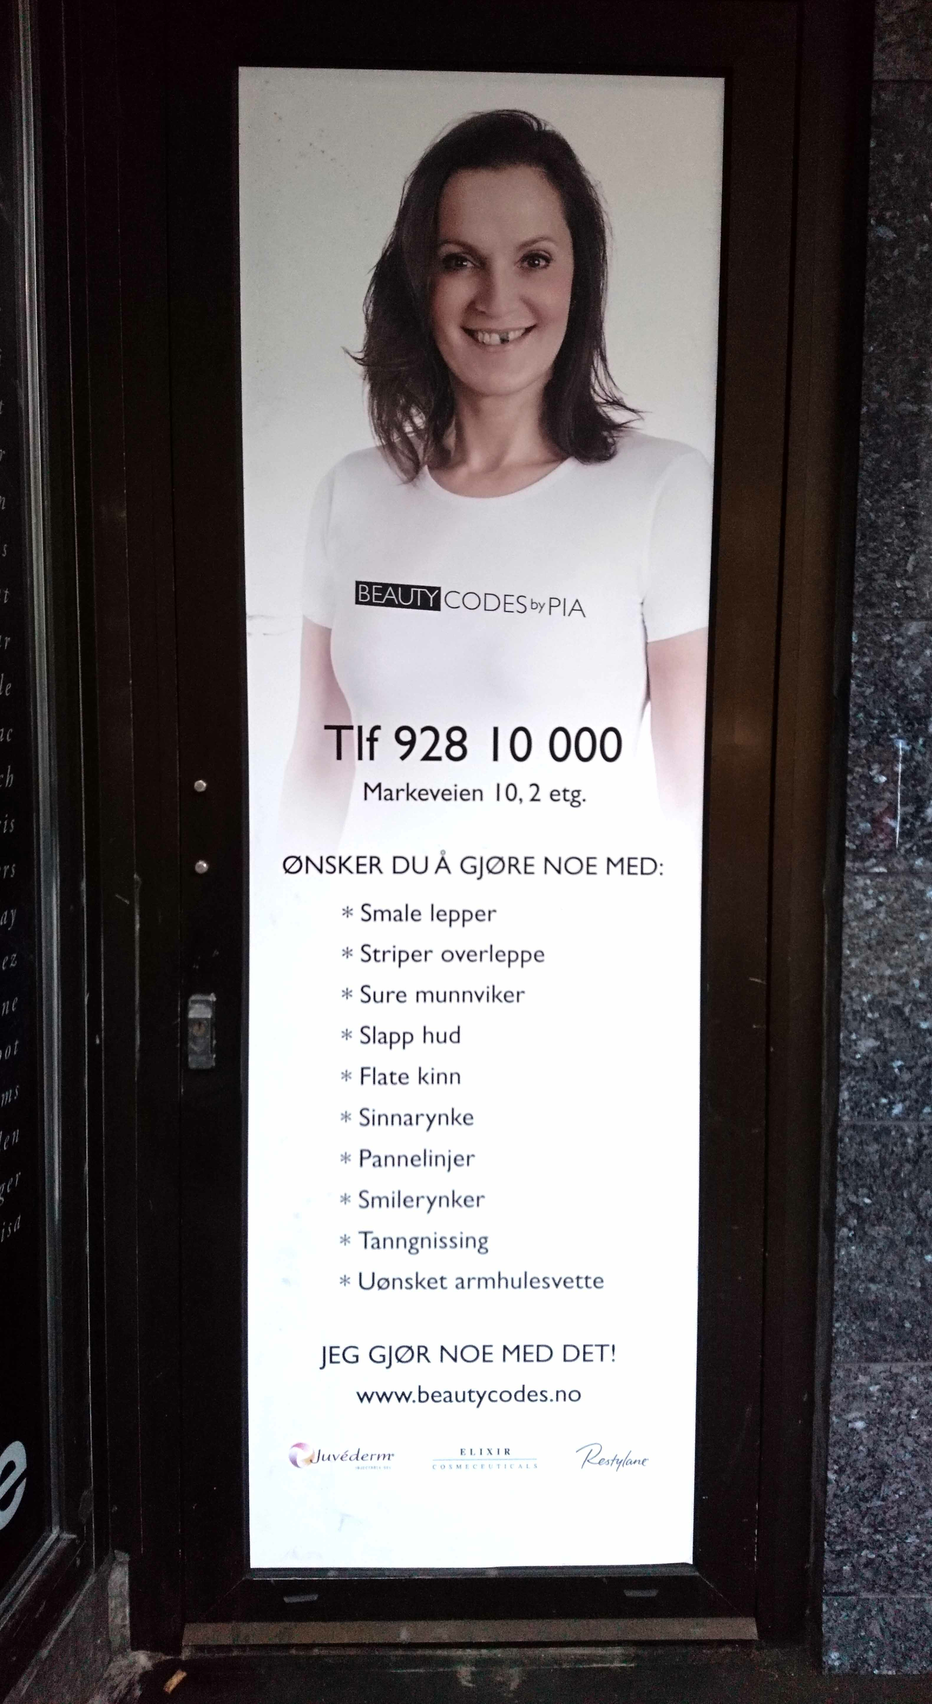 BEAUTY CODES by PIA
Tlf 928 10 000
Markeveien 10, 2 etg.
ØNSKER DU Å GJØRE NOE MED:
* Smale lepper
* Striper overleppe
* Sure munnviker
* Slapp hud
* Flate kinn
* Sinnarynke
* Pannelinjer
* Smilerynker
* Tanngnissing
* Uønsket armhulesvette
JEG GJØR NOE MED DET!
www.beautycodes.no
Juvéderm
ELIXIR
COSMECEUTICALS
Restylane